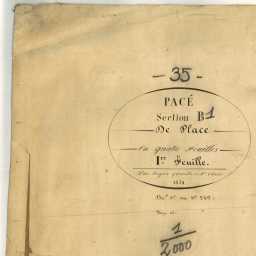 — 35 —
PACÉ
Section B1
De Place
En quatre feuilles
1re Feuille.
1
2000